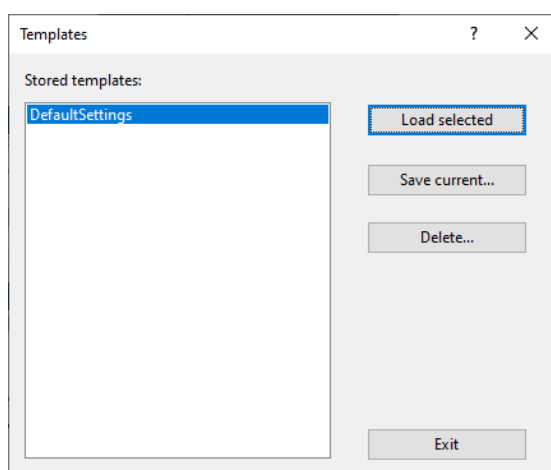 Templates
?
Stored templates:
DefaultSettings
Load selected
Save current...
Delete...
Exit